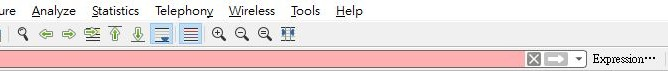 ure Analyze Statistics Telephony Wireless Tools Help
Expression…